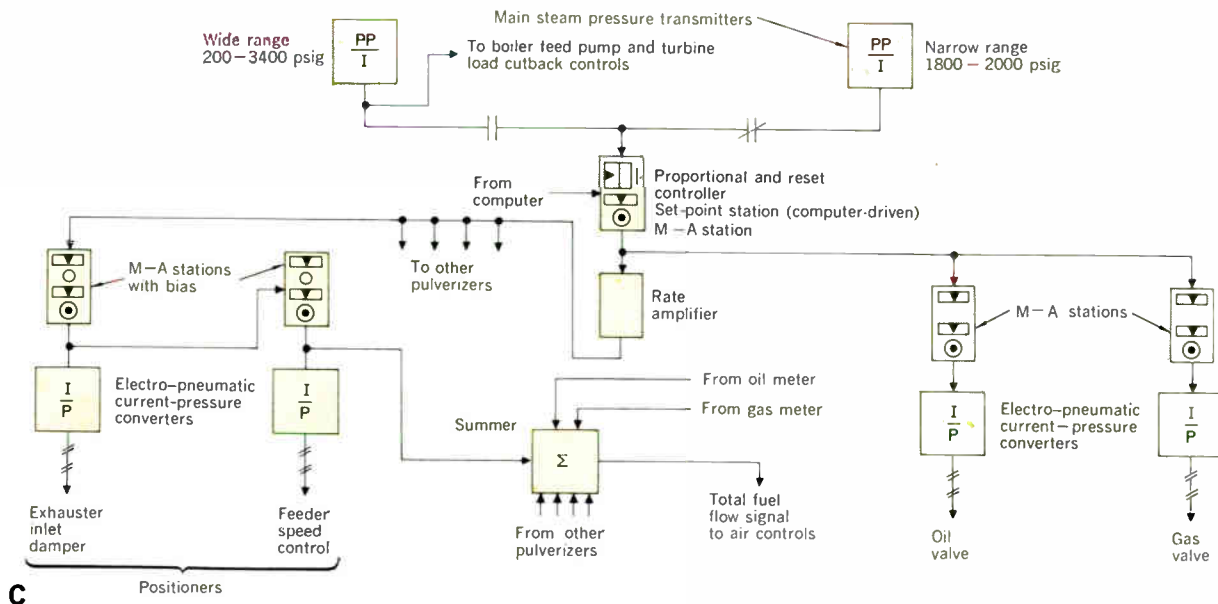 Main steam pressure transmitters
Wide range
200–3400 psig
PP
I
To boiler feed pump and turbine
load cutback controls
PP
I
Narrow range
1800 – 2000 psig
From
computer
Proportional and reset
controller
Set-point station (computer-driven)
M–A station
M–A stations
with bias
To other
pulverizers
Rate
amplifier
M–A stations
I
P
Electro-pneumatic
current-pressure
converters
I
P
From oil meter
From gas meter
Summer
Σ
I
P
Electro-pneumatic
current–pressure
converters
I
P
Exhauster
inlet
damper
Feeder
speed
control
From other
pulverizers
Total fuel
flow signal
to air controls
Oil
valve
Gas
valve
Positioners
C